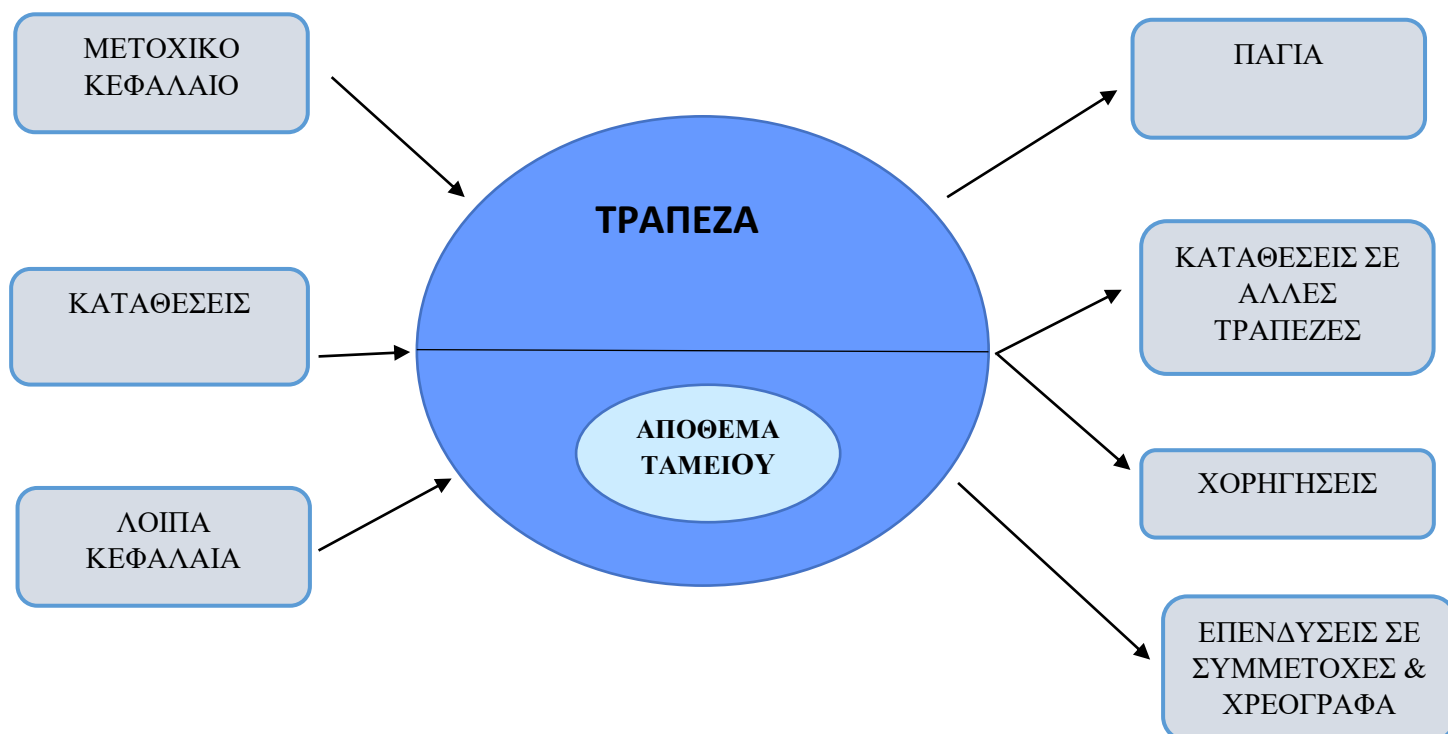 ΜΕΤΟΧΙΚΟ
ΚΕΦΑΛΑΙΟ
ΚΑΤΑΘΕΣΕΙΣ
ΛΟΙΠΑ
ΚΕΦΑΛΑΙΑ
ΤΡΑΠΕΖΑ
ΑΠΟΘΕΜΑ
ΤΑΜΕΙΟΥ
ΠΑΓΙΑ
ΚΑΤΑΘΕΣΕΙΣ ΣΕ
ΑΛΛΕΣ
ΤΡΑΠΕΖΕΣ
ΧΟΡΗΓΗΣΕΙΣ
ΕΠΕΝΔΥΣΕΙΣ ΣΕ
ΣΥΜΜΕΤΟΧΕΣ &
ΧΡΕΟΓΡΑΦΑ